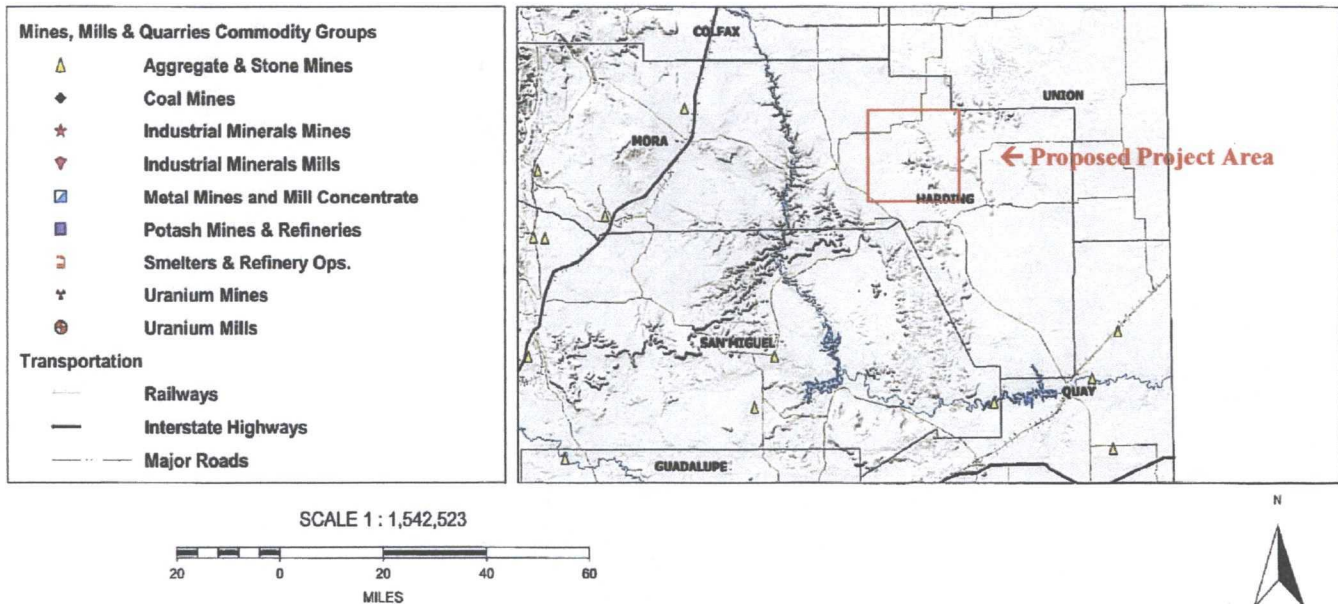 Mines, Mills & Quarries Commodity Groups
Aggregate & Stone Mines
Coal Mines
Industrial Minerals Mines
Industrial Minerals Mills
Metal Mines and Mill Concentrate
Potash Mines & Refineries
Smelters & Refinery Ops.
Uranium Mines
Uranium Mills
Transportation
Railways
Interstate Highways
Major Roads
COLFAX
UNION
MORA
← Proposed Project Area
HARDING
SAN MIGUEL
QUAY
GUADALUPE
SCALE 1 : 1,542,523
20 0 20 40 60
MILES
N